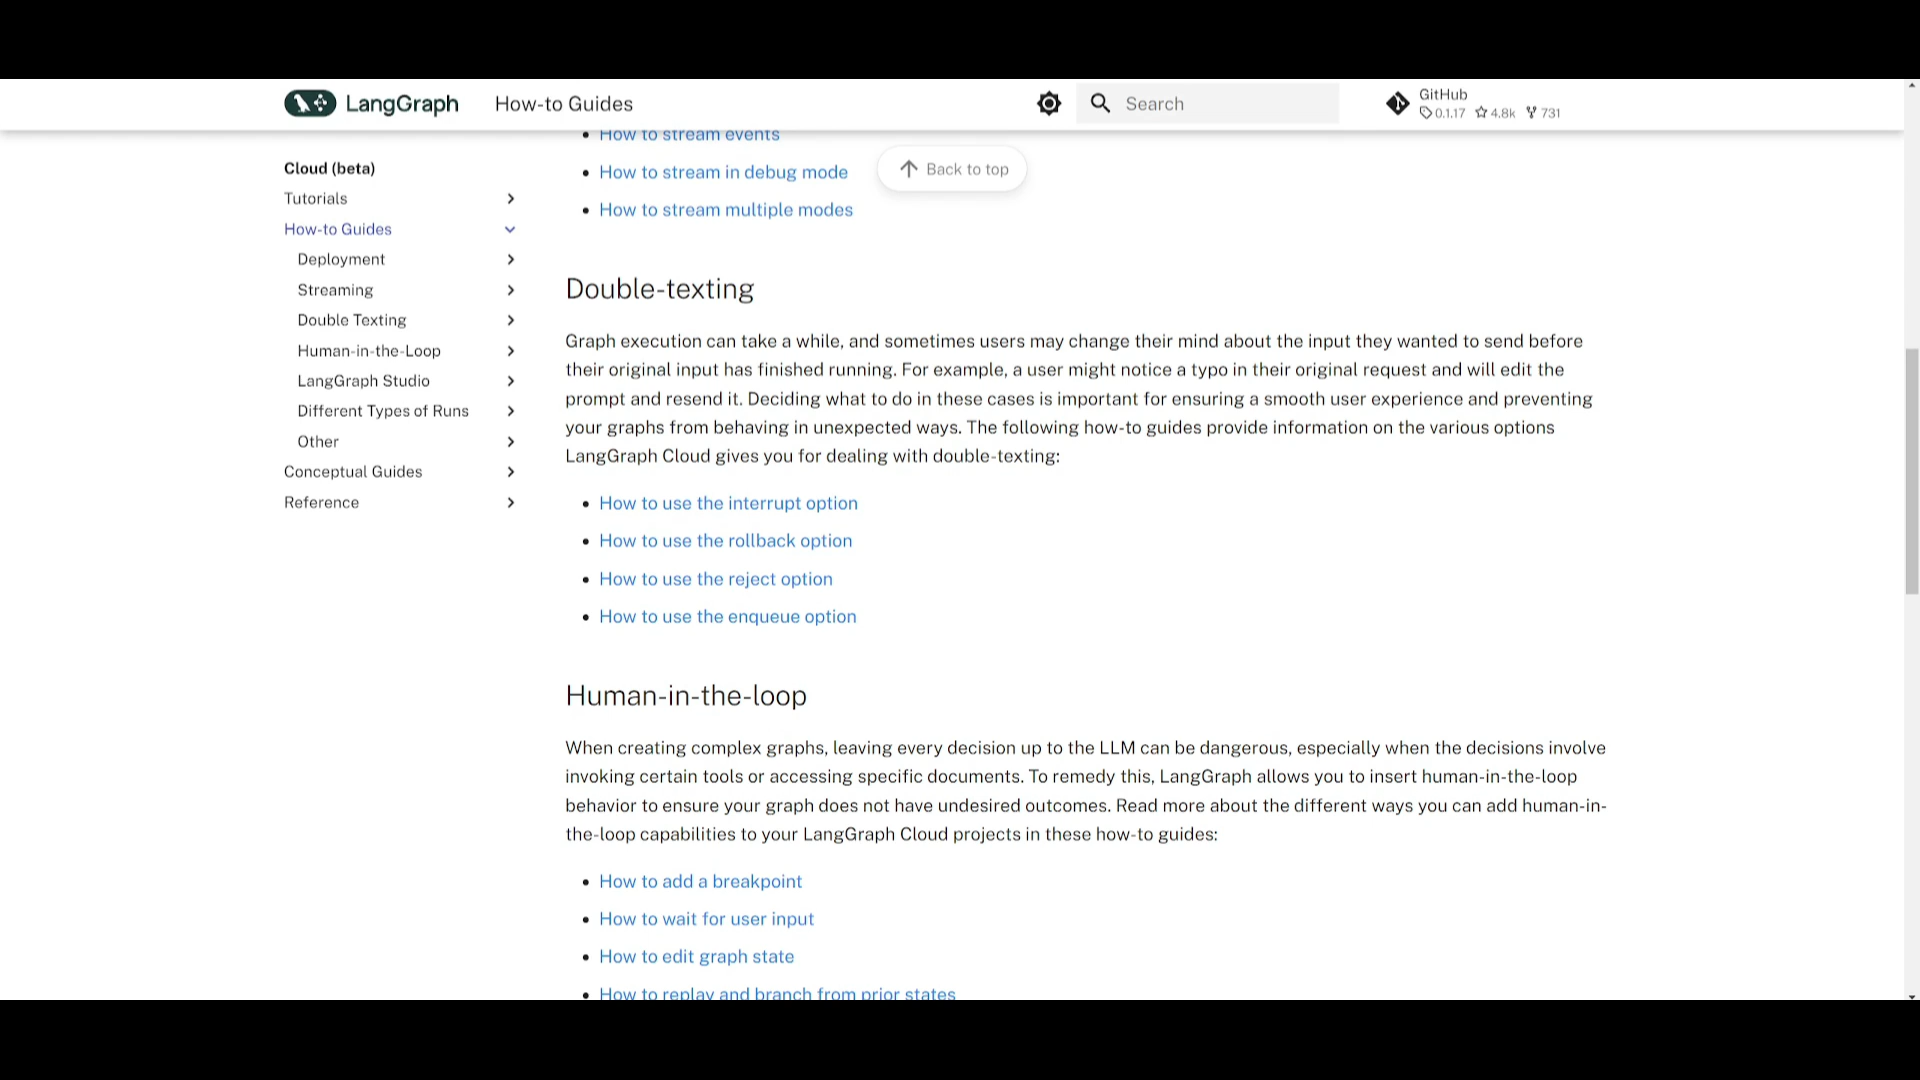 LangGraph
How-to Guides
Search
GitHub
0.1.17 4.8k 731
Cloud (beta)
Tutorials
How-to Guides
Deployment
Streaming
Double Texting
Human-in-the-Loop
LangGraph Studio
Different Types of Runs
Other
Conceptual Guides
Reference
How to stream events
How to stream in debug mode
Back to top
How to stream multiple modes
Double-texting
Graph execution can take a while, and sometimes users may change their mind about the input they wanted to send before
their original input has finished running. For example, a user might notice a typo in their original request and will edit the
prompt and resend it. Deciding what to do in these cases is important for ensuring a smooth user experience and preventing
your graphs from behaving in unexpected ways. The following how-to guides provide information on the various options
LangGraph Cloud gives you for dealing with double-texting:
How to use the interrupt option
How to use the rollback option
How to use the reject option
How to use the enqueue option
Human-in-the-loop
When creating complex graphs, leaving every decision up to the LLM can be dangerous, especially when the decisions involve
invoking certain tools or accessing specific documents. To remedy this, LangGraph allows you to insert human-in-the-loop
behavior to ensure your graph does not have undesired outcomes. Read more about the different ways you can add human-in-
the-loop capabilities to your LangGraph Cloud projects in these how-to guides:
How to add a breakpoint
How to wait for user input
How to edit graph state
How to replay and branch from prior states